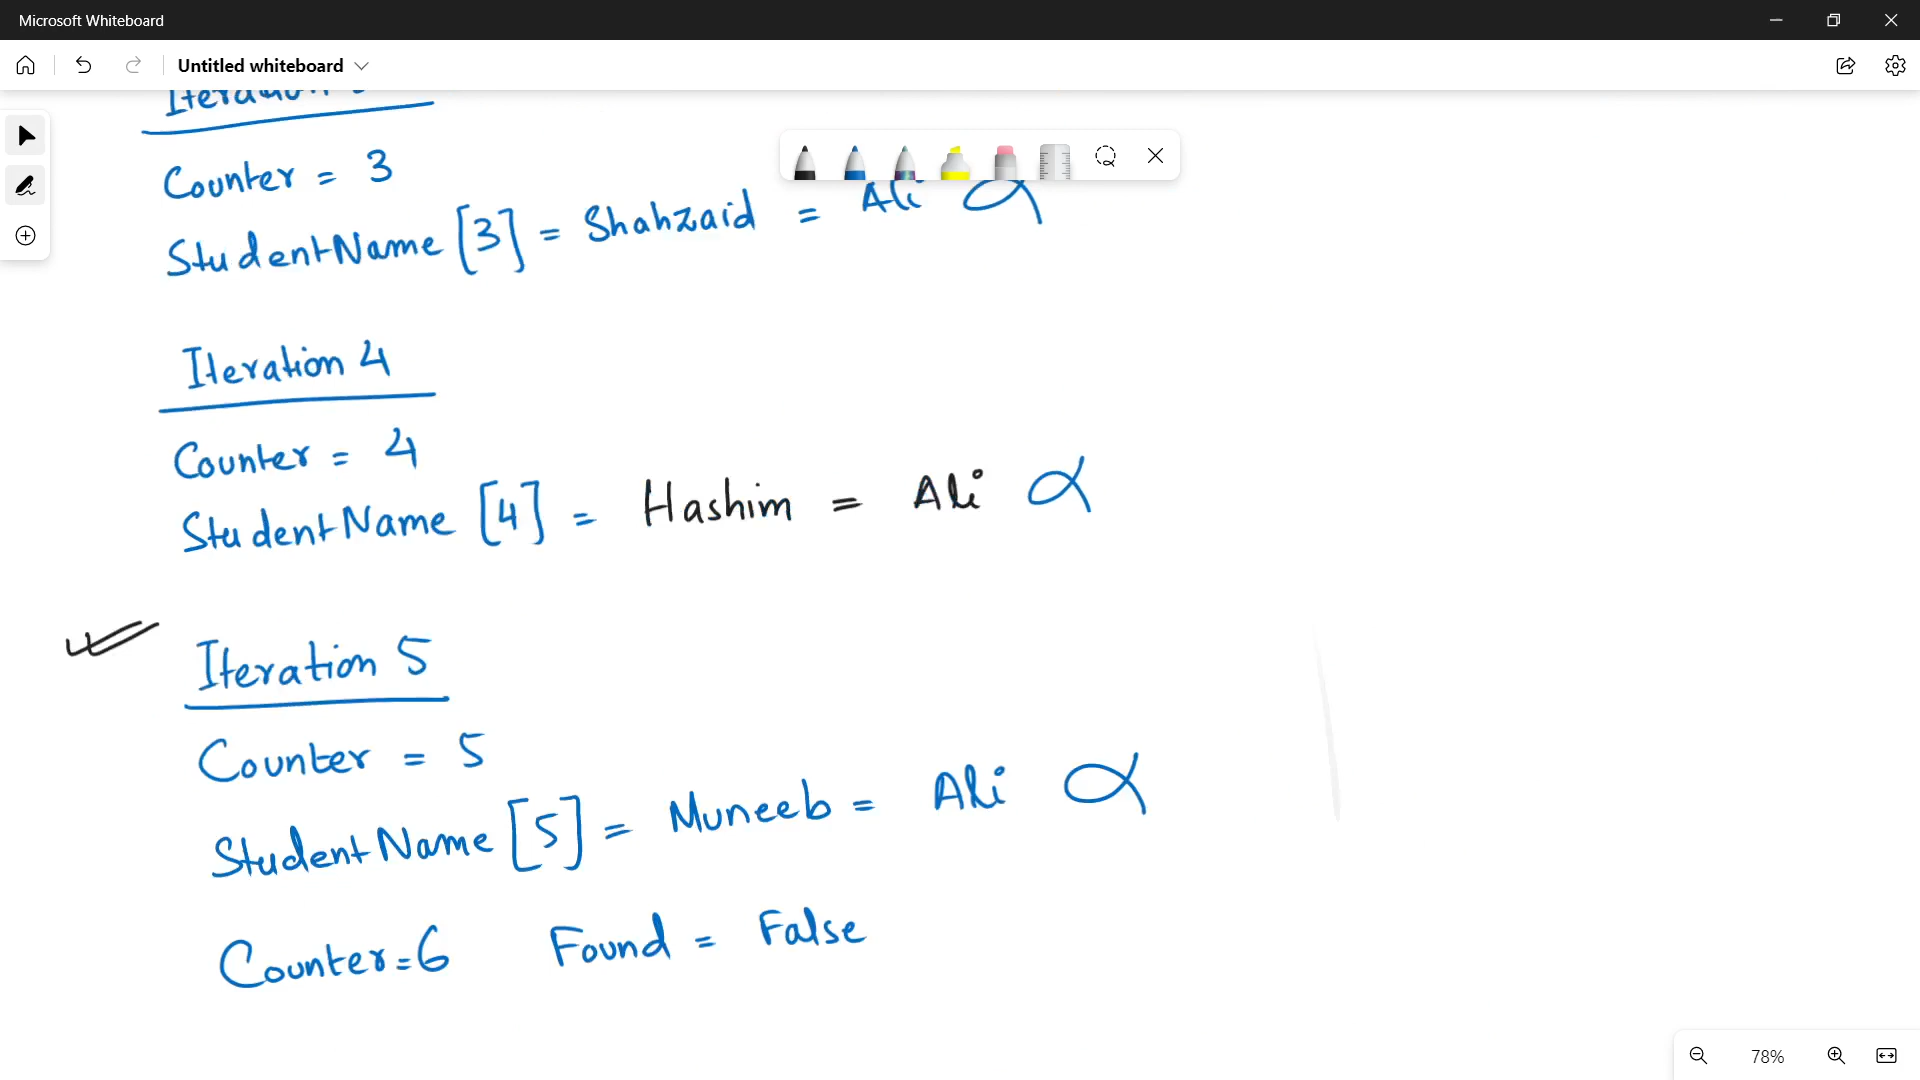 Microsoft Whiteboard
Untitled whiteboard
Iteration
Counter = 3
StudentName [3] = Shahzaid = Ali
Iteration 4
Counter = 4
StudentName [4] = Hashim = Ali
Iteration 5
Counter = 5
StudentName [5] = Muneeb = Ali
Counter=6 Found = False
78%